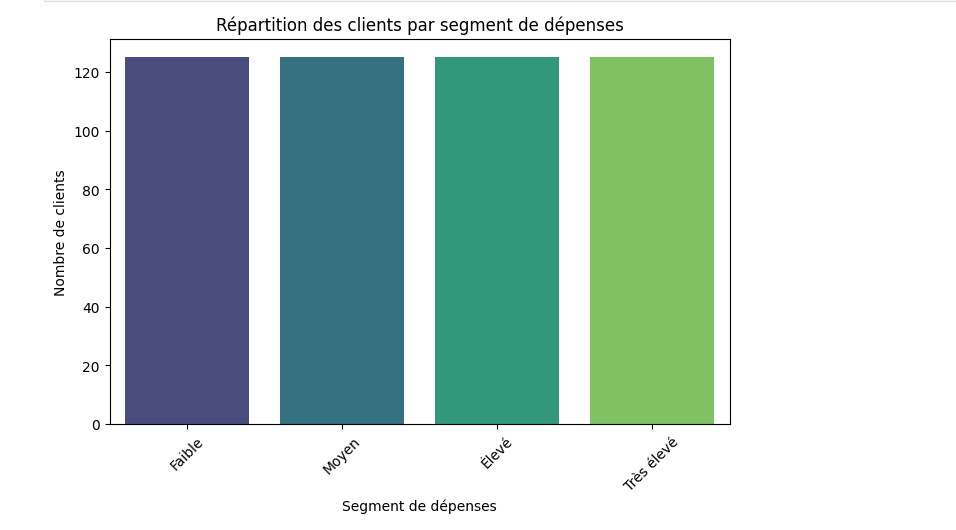 Répartition des clients par segment de dépenses
120
100
80
60
40
20
0
Nombre de clients
Faible
Moyen
Élevé
Très élevé
Segment de dépenses